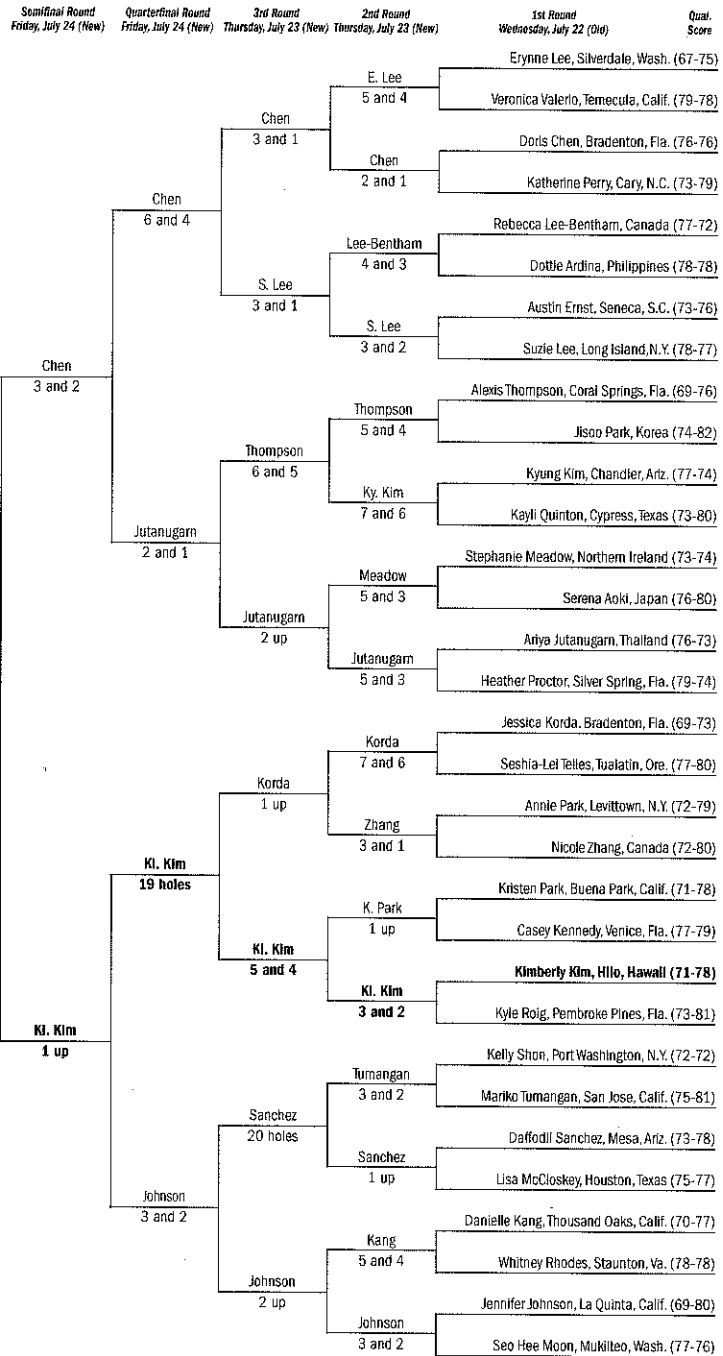 Semifinal Round Quarterfinal Round 3rd Round 2nd Round 1st Round Qual.
Friday, July 24 (New) Friday, July 24 (New) Thursday, July 23 (New) Thursday, July 23 (New) Wednesday, July 22 (Old) Score
Erynne Lee, Silverdale, Wash. (67-75)
E. Lee
5 and 4
Veronica Valerio, Temecula, Calif. (79-78)
Chen
3 and 1
Doris Chen, Bradenton, Fla. (76-76)
Chen
2 and 1
Katherine Perry, Cary, N.C. (73-79)
Chen
6 and 4
Rebecca Lee-Bentham, Canada (77-72)
Lee-Bentham
4 and 3
Dottie Ardina, Philippines (78-78)
S. Lee
3 and 1
Austin Ernst, Seneca, S.C. (73-76)
S. Lee
3 and 2
Suzie Lee, Long Island, N.Y. (78-77)
Chen
3 and 2
Alexis Thompson, Coral Springs, Fla. (69-76)
Thompson
5 and 4
Jisoo Park, Korea (74-82)
Thompson
6 and 5
Kyung Kim, Chandler, Ariz. (77-74)
Ky. Kim
7 and 6
Kayli Quinton, Cypress, Texas (73-80)
Jutanugarn
2 and 1
Stephanie Meadow, Northern Ireland (73-74)
Meadow
5 and 3
Serena Aoki, Japan (76-80)
Jutanugarn
2 up
Ariya Jutanugarn, Thailand (76-73)
Jutanugarn
5 and 3
Heather Proctor, Silver Spring, Fla. (79-74)
Jessica Korda. Bradenton, Fla. (69-73)
Korda
7 and 6
Seshia-Lei Telles, Tualatin, Ore. (77-80)
Korda
1 up
Annie Park, Levittown, N.Y. (72-79)
Zhang
3 and 1
Nicole Zhang, Canada (72-80)
Ki. Kim
19 holes
Kristen Park, Buena Park, Calif. (71-78)
K. Park
1 up
Casey Kennedy, Venice, Fla. (77-79)
Ki. Kim
5 and 4
Kimberly Kim, Hilo, Hawaii (71-78)
Ki. Kim
3 and 2
Kyle Roig, Pembroke Pines, Fla. (73-81)
Ki. Kim
1 up
Kelly Shon, Port Washington, N.Y. (72-72)
Tumangan
3 and 2
Mariko Tumangan, San Jose, Calif. (75-81)
Sanchez
20 holes
Daffodil Sanchez, Mesa, Ariz. (73-78)
Sanchez
1 up
Lisa McCloskey, Houston, Texas (75-77)
Johnson
3 and 2
Danielle Kang, Thousand Oaks, Calif. (70-77)
Kang
5 and 4
Whitney Rhodes, Staunton, Va. (78-78)
Johnson
2 up
Jennifer Johnson, La Quinta, Calif. (69-80)
Johnson
3 and 2
Seo Hee Moon, Mukilteo, Wash. (77-76)